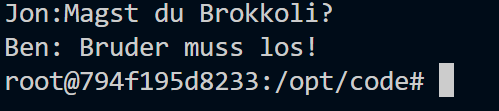 Jon:Magst du Brokkoli?
Ben: Bruder muss los!
root@794f195d8233:/opt/code#